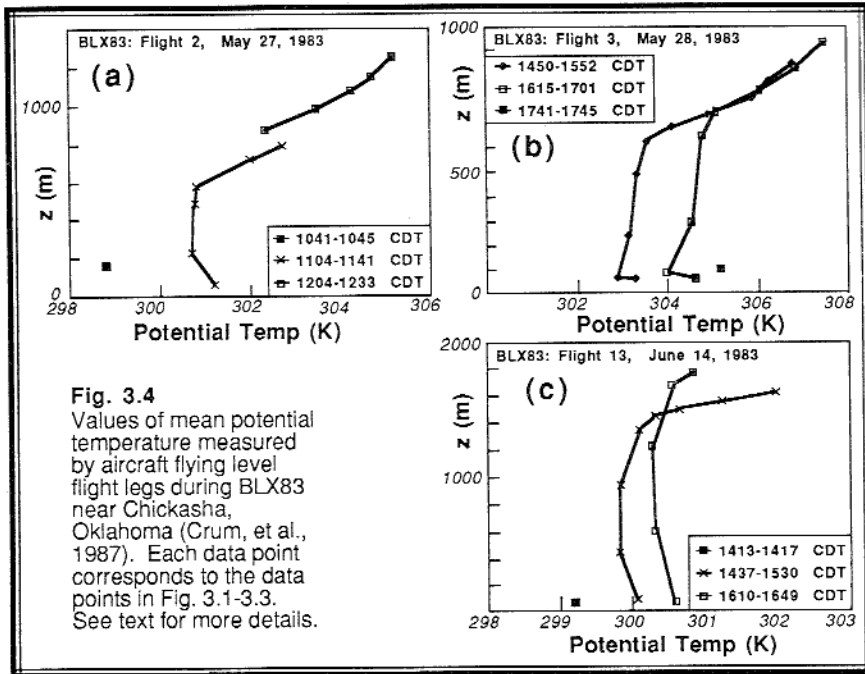 BLX83: Flight 2, May 27, 1983
(a)
z (m)
1000
0
1041-1045 CDT
1104-1141 CDT
1204-1233 CDT
298 300 302 304 306
Potential Temp (K)
BLX83: Flight 3, May 28, 1983
1450-1552 CDT
1615-1701 CDT
1741-1745 CDT
(b)
z (m)
1000
500
0
302 304 306 308
Potential Temp (K)
BLX83: Flight 13, June 14, 1983
(c)
z (m)
2000
1000
1413-1417 CDT
1437-1530 CDT
1610-1649 CDT
298 299 300 301 302 303
Potential Temp (K)
Fig. 3.4
Values of mean potential
temperature measured
by aircraft flying level
flight legs during BLX83
near Chickasha,
Oklahoma (Crum, et al.,
1987). Each data point
corresponds to the data
points in Fig. 3.1-3.3.
See text for more details.